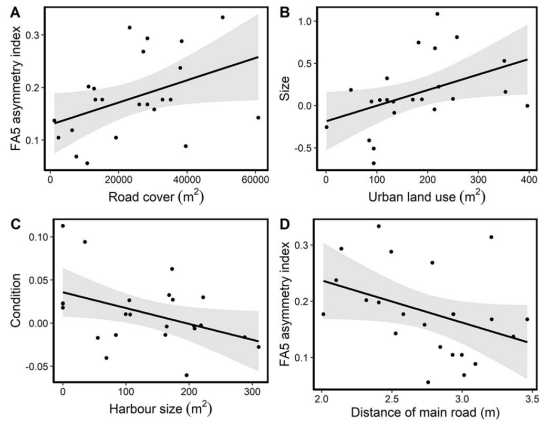 A
FA5 asymmetry index
0.3
0.2
0.1
0 10000 20000 30000 40000 50000 60000
Road cover (m²)
B
Size
1.0
0.5
0.0
-0.5
0 100 200 300 400
Urban land use (m²)
C
Condition
0.10
0.05
0.00
-0.05
0 100 200 300
Harbour size (m²)
D
FA5 asymmetry index
0.3
0.2
0.1
2.0 2.5 3.0 3.5
Distance of main road (m)